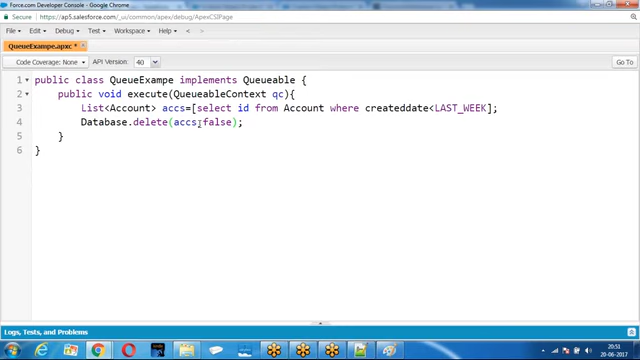 Force.com Developer Console - Google Chrome
Secure
https://ap5.salesforce.com/_ui/common/apex/debug/ApexCSIPage
File
Edit
Debug
Test
Workspace
Help
<
>
QueueExampe.apxc *
Code Coverage: None
API Version:
40
Go To
1 public class QueueExampe implements Queueable {
2 public void execute(QueueableContext qc){
3 List<Account> accs=[select id from Account where createddate<LAST_WEEK];
4 Database.delete(accs,false);
5 }
6 }
Logs, Tests, and Problems
20:51
20-06-2017